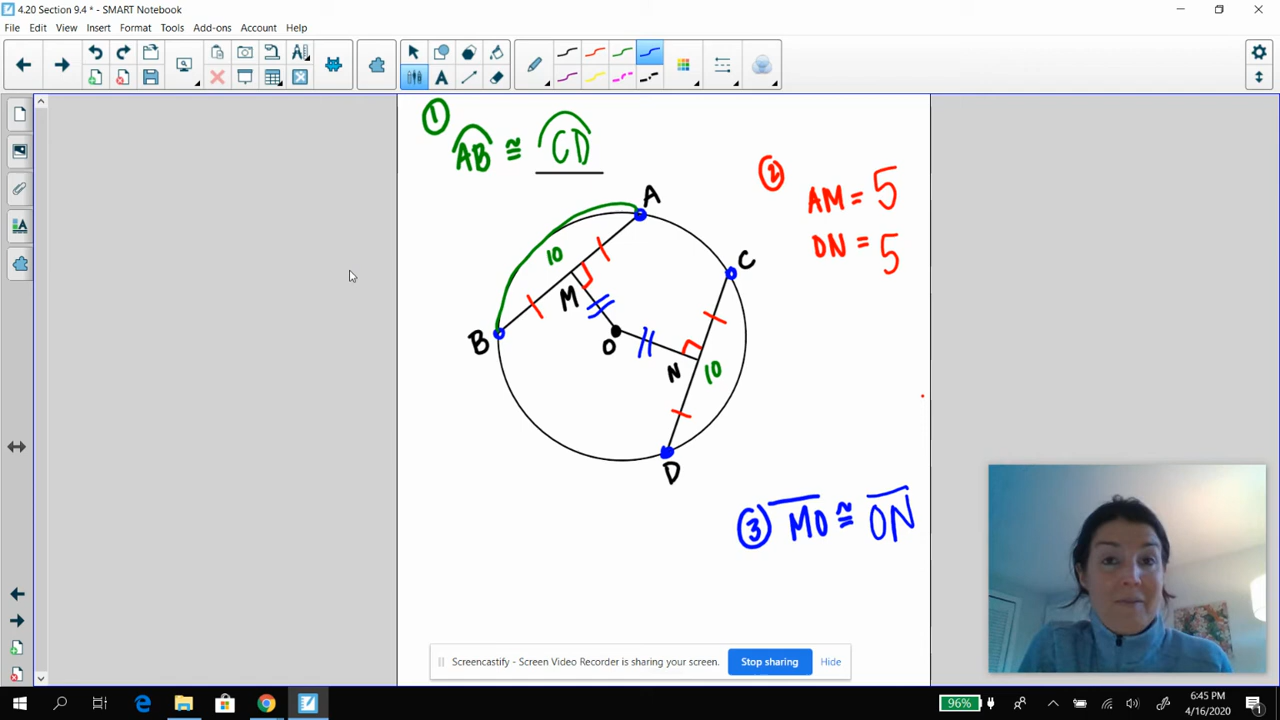 4.20 Section 9.4 * - SMART Notebook
File Edit View Insert Format Tools Add-ons Account Help
①
AB ≅ CD
②
AM = 5
DN = 5
A
10
C
M
B
O
N
10
D
③ MO ≅ ON
Screencastify - Screen Video Recorder is sharing your screen. Stop sharing Hide
96%
6:45 PM
4/16/2020
1